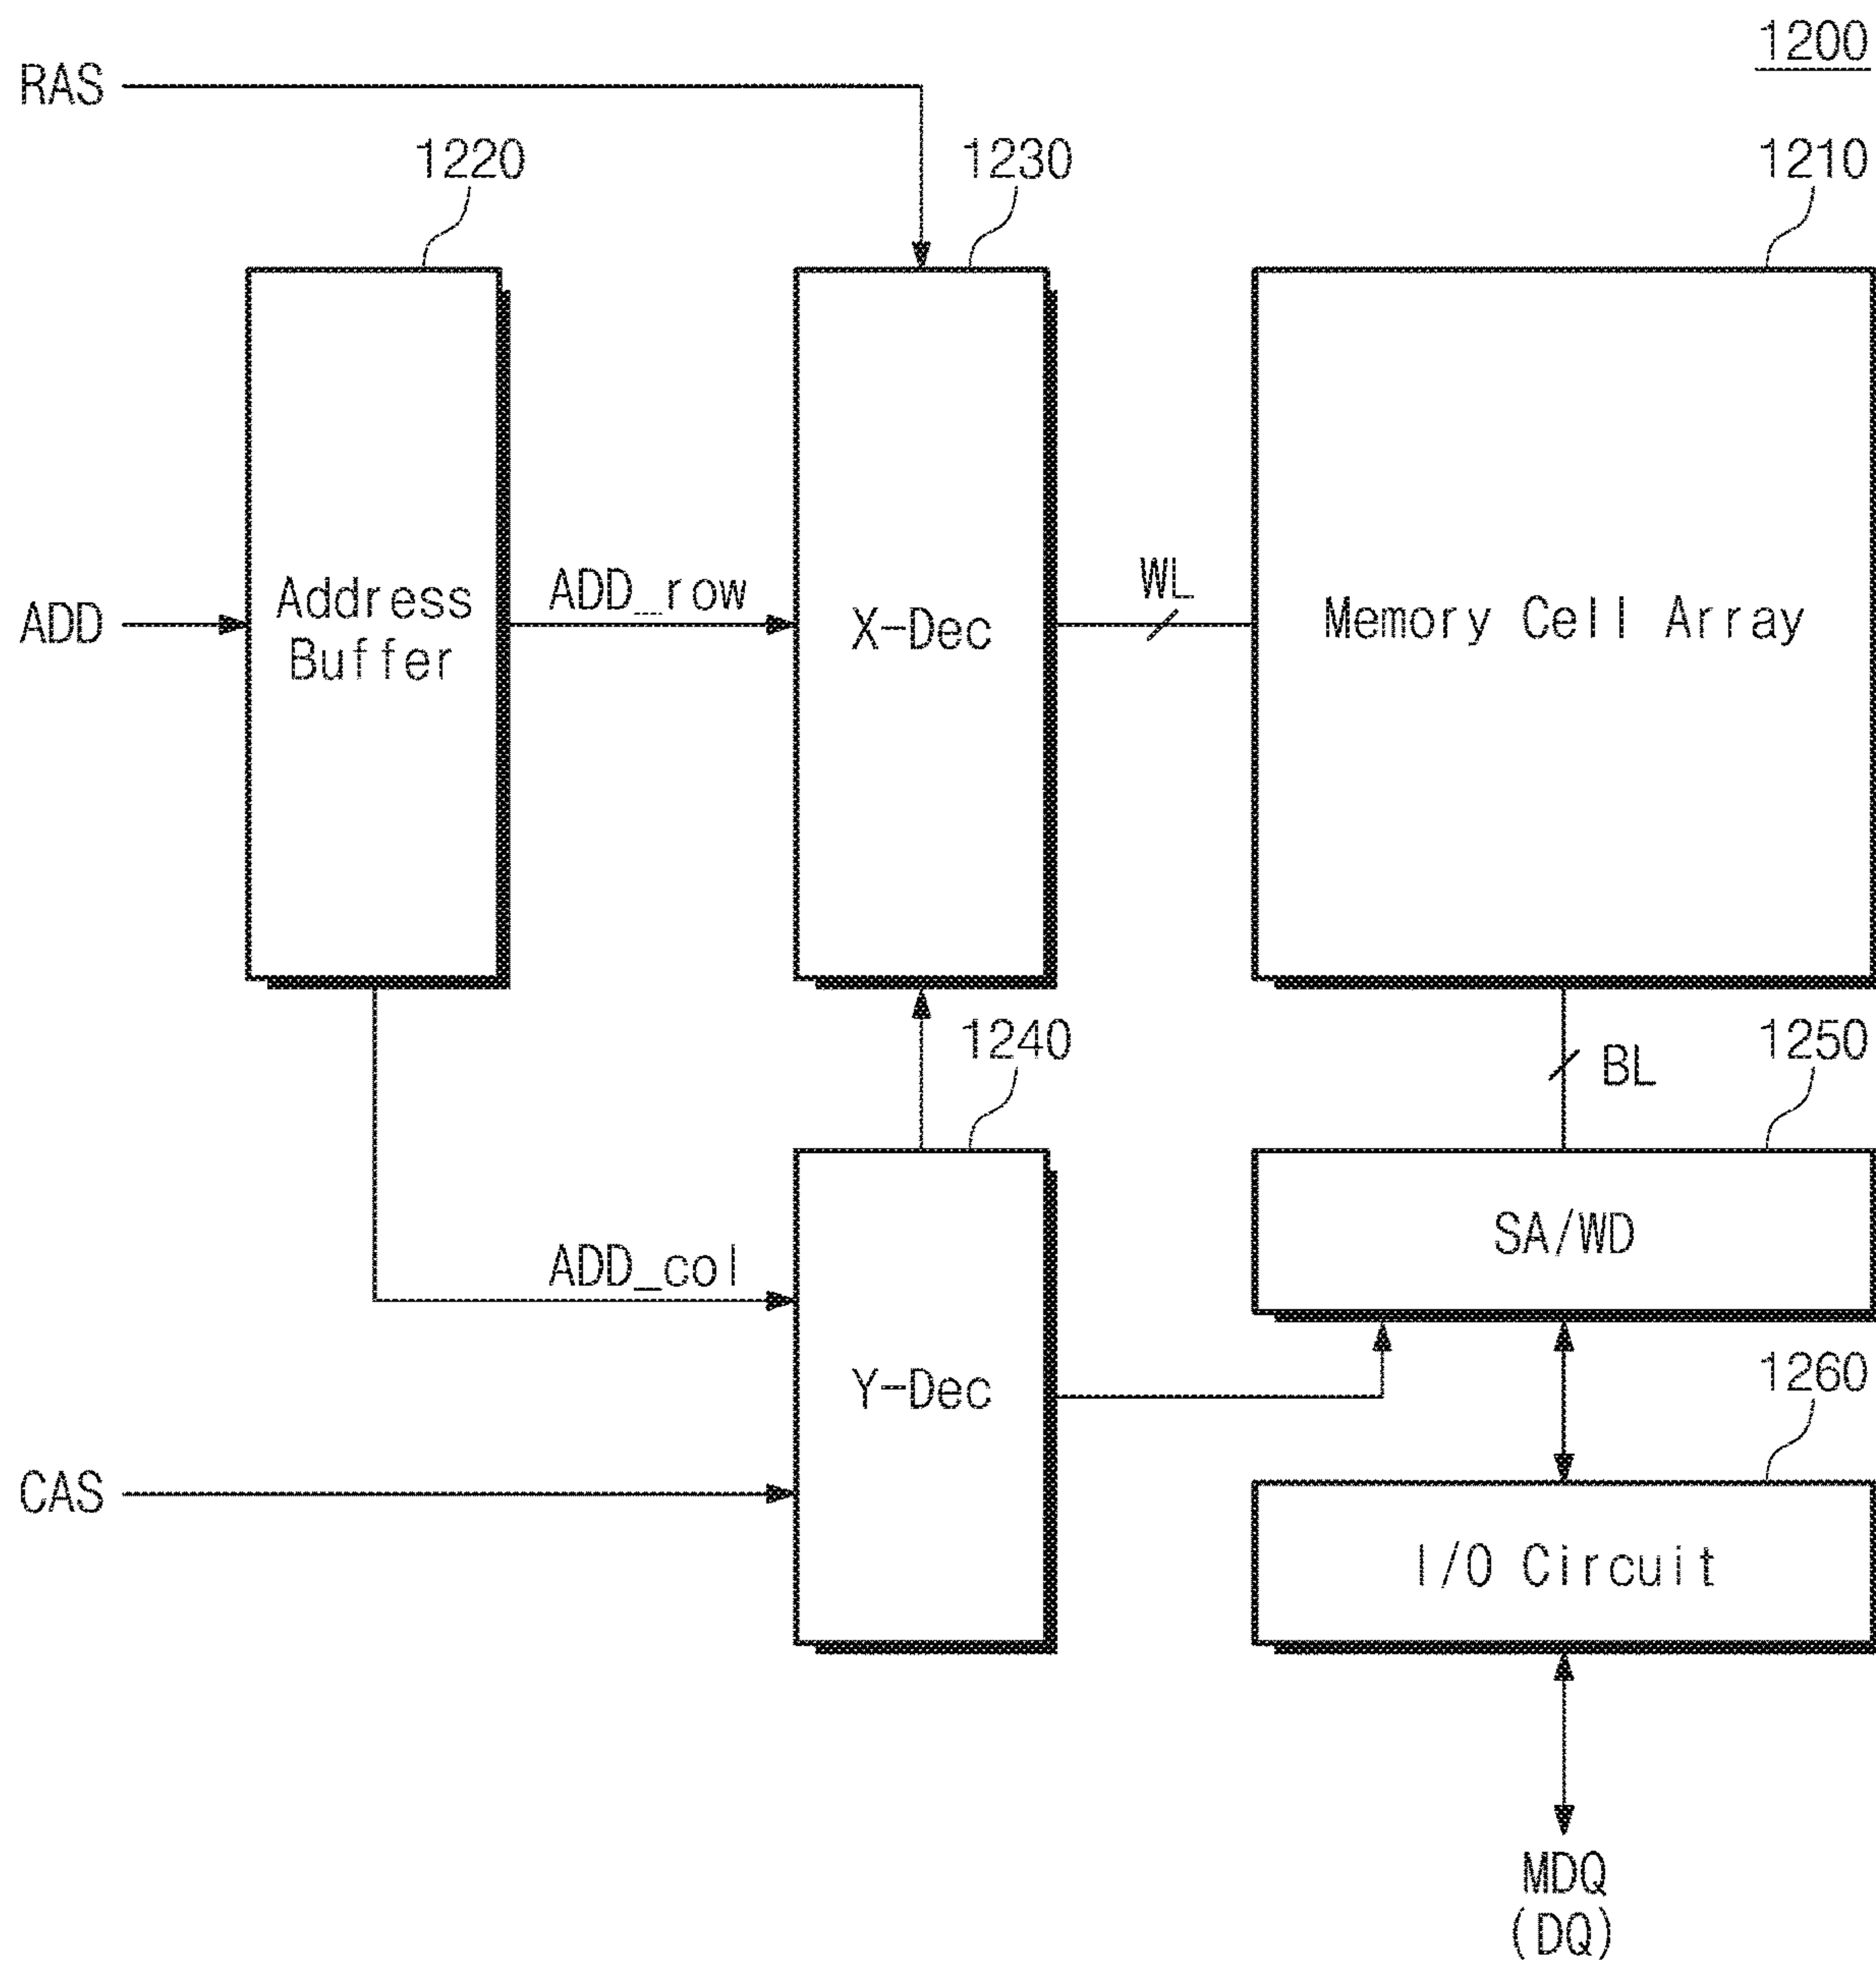 1200
RAS
1220
1230
1210
ADD
Address
Buffer
ADD_row
X-Dec
WL
Memory Cell Array
1240
1250
BL
SA/WD
ADD_col
Y-Dec
1260
CAS
I/O Circuit
MDQ
(DQ)